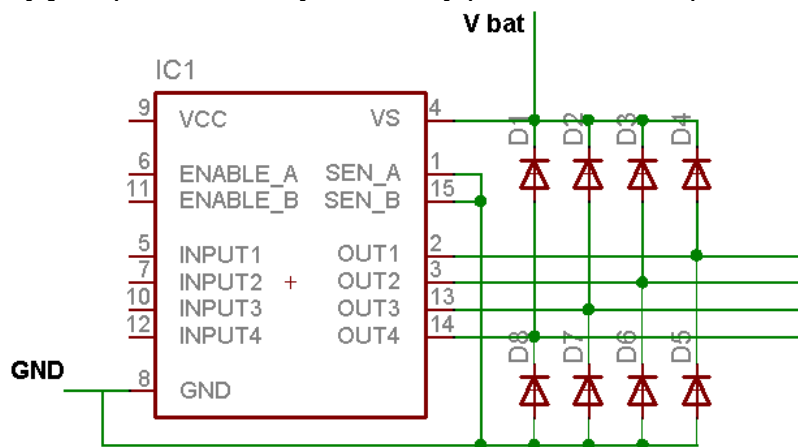 V bat
IC1
9 VCC VS 4
D1 D2 D3 D4
6 ENABLE_A SEN_A 1
11 ENABLE_B SEN_B 15
5 INPUT1 OUT1 2
7 INPUT2 + OUT2 3
10 INPUT3 OUT3 13
12 INPUT4 OUT4 14
D8 D7 D6 D5
GND
8 GND